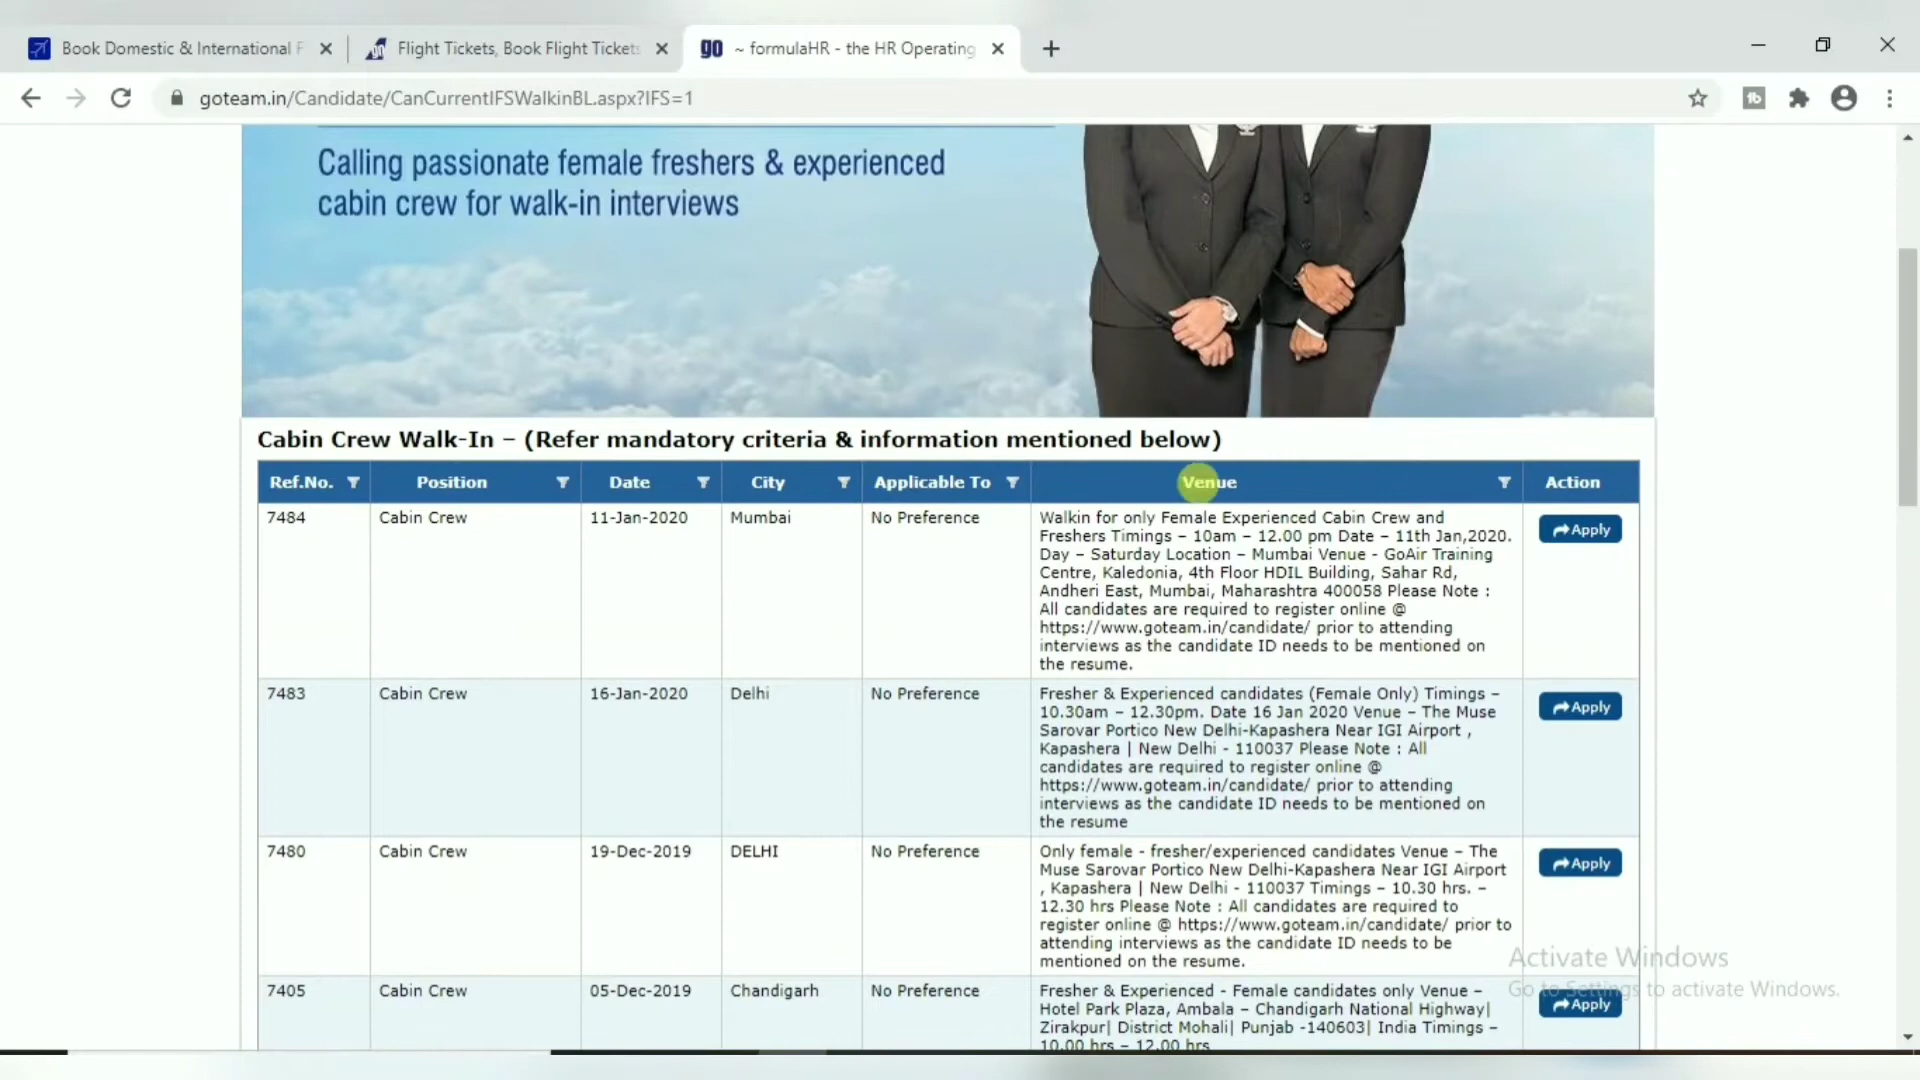 Book Domestic & International F
Flight Tickets, Book Flight Tickets
go ~ formulaHR - the HR Operating
goteam.in/Candidate/CanCurrentIFSWalkinBL.aspx?IFS=1
Calling passionate female freshers & experienced
cabin crew for walk-in interviews
Cabin Crew Walk-In – (Refer mandatory criteria & information mentioned below)
Ref.No. Position Date City Applicable To Venue Action
7484 Cabin Crew 11-Jan-2020 Mumbai No Preference
Walkin for only Female Experienced Cabin Crew and
Freshers Timings – 10am – 12.00 pm Date – 11th Jan,2020.
Day – Saturday Location – Mumbai Venue - GoAir Training
Centre, Kaledonia, 4th Floor HDIL Building, Sahar Rd,
Andheri East, Mumbai, Maharashtra 400058 Please Note :
All candidates are required to register online @
https://www.goteam.in/candidate/ prior to attending
interviews as the candidate ID needs to be mentioned on
the resume.
Apply
7483 Cabin Crew 16-Jan-2020 Delhi No Preference
Fresher & Experienced candidates (Female Only) Timings –
10.30am – 12.30pm. Date 16 Jan 2020 Venue – The Muse
Sarovar Portico New Delhi-Kapashera Near IGI Airport ,
Kapashera | New Delhi - 110037 Please Note : All
candidates are required to register online @
https://www.goteam.in/candidate/ prior to attending
interviews as the candidate ID needs to be mentioned on
the resume
Apply
7480 Cabin Crew 19-Dec-2019 DELHI No Preference
Only female - fresher/experienced candidates Venue – The
Muse Sarovar Portico New Delhi-Kapashera Near IGI Airport
, Kapashera | New Delhi - 110037 Timings – 10.30 hrs. –
12.30 hrs Please Note : All candidates are required to
register online @ https://www.goteam.in/candidate/ prior to
attending interviews as the candidate ID needs to be
mentioned on the resume.
Apply
7405 Cabin Crew 05-Dec-2019 Chandigarh No Preference
Fresher & Experienced - Female candidates only Venue –
Hotel Park Plaza, Ambala – Chandigarh National Highway|
Zirakpur| District Mohali| Punjab -140603| India Timings –
10.00 hrs – 12.00 hrs
Apply
Activate Windows
Go to Settings to activate Windows.